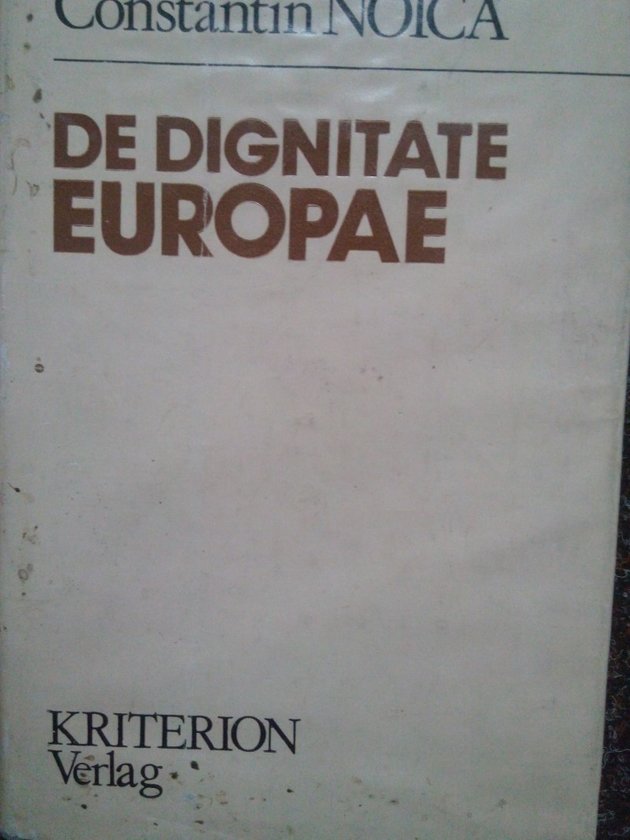 Constantin NOICA
DE DIGNITATE
EUROPAE
KRITERION
Verlag